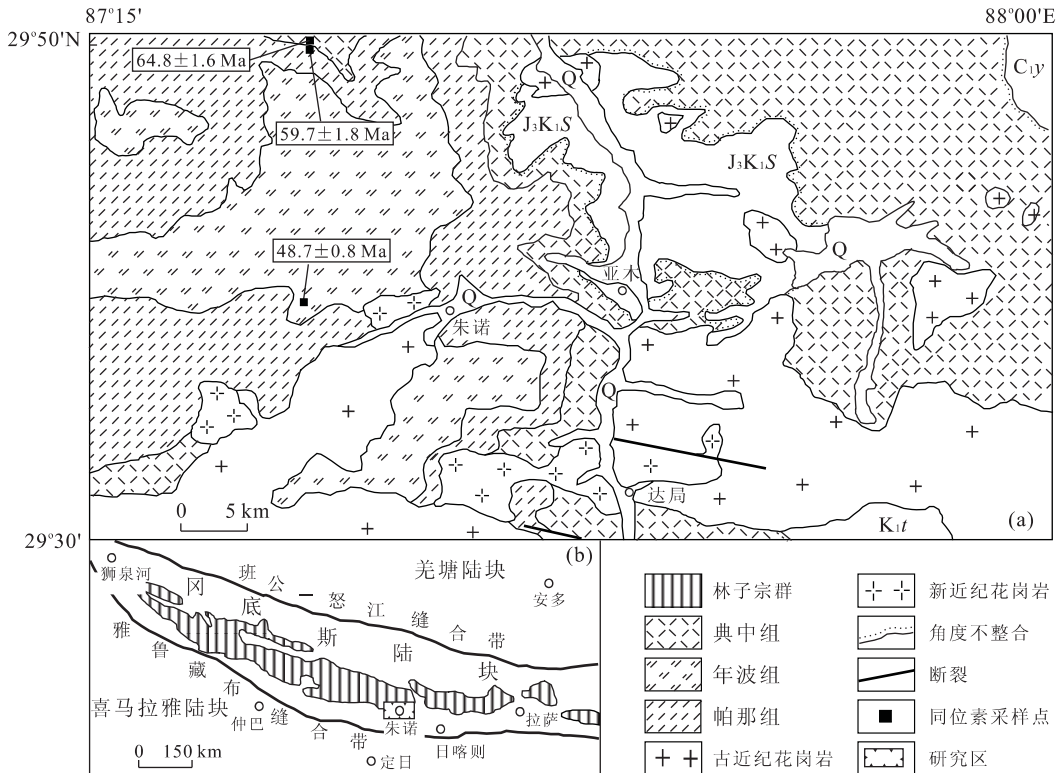 87°15'
88°00'E
29°50'N
64.8±1.6 Ma
59.7±1.8 Ma
48.7±0.8 Ma
Q
J₃K₁S
J₃K₁S
C₁y
Q
亚木
Q
朱诺
Q
达局
0 5 km
K₁t
(a)
29°30'
(b)
狮泉河
冈底斯陆块
班公—怒江缝合带
羌塘陆块
安多
雅鲁藏布缝合带
喜马拉雅陆块
仲巴
朱诺
拉萨
日喀则
定日
0 150 km
林子宗群
新近纪花岗岩
典中组
角度不整合
年波组
断裂
帕那组
同位素采样点
古近纪花岗岩
研究区